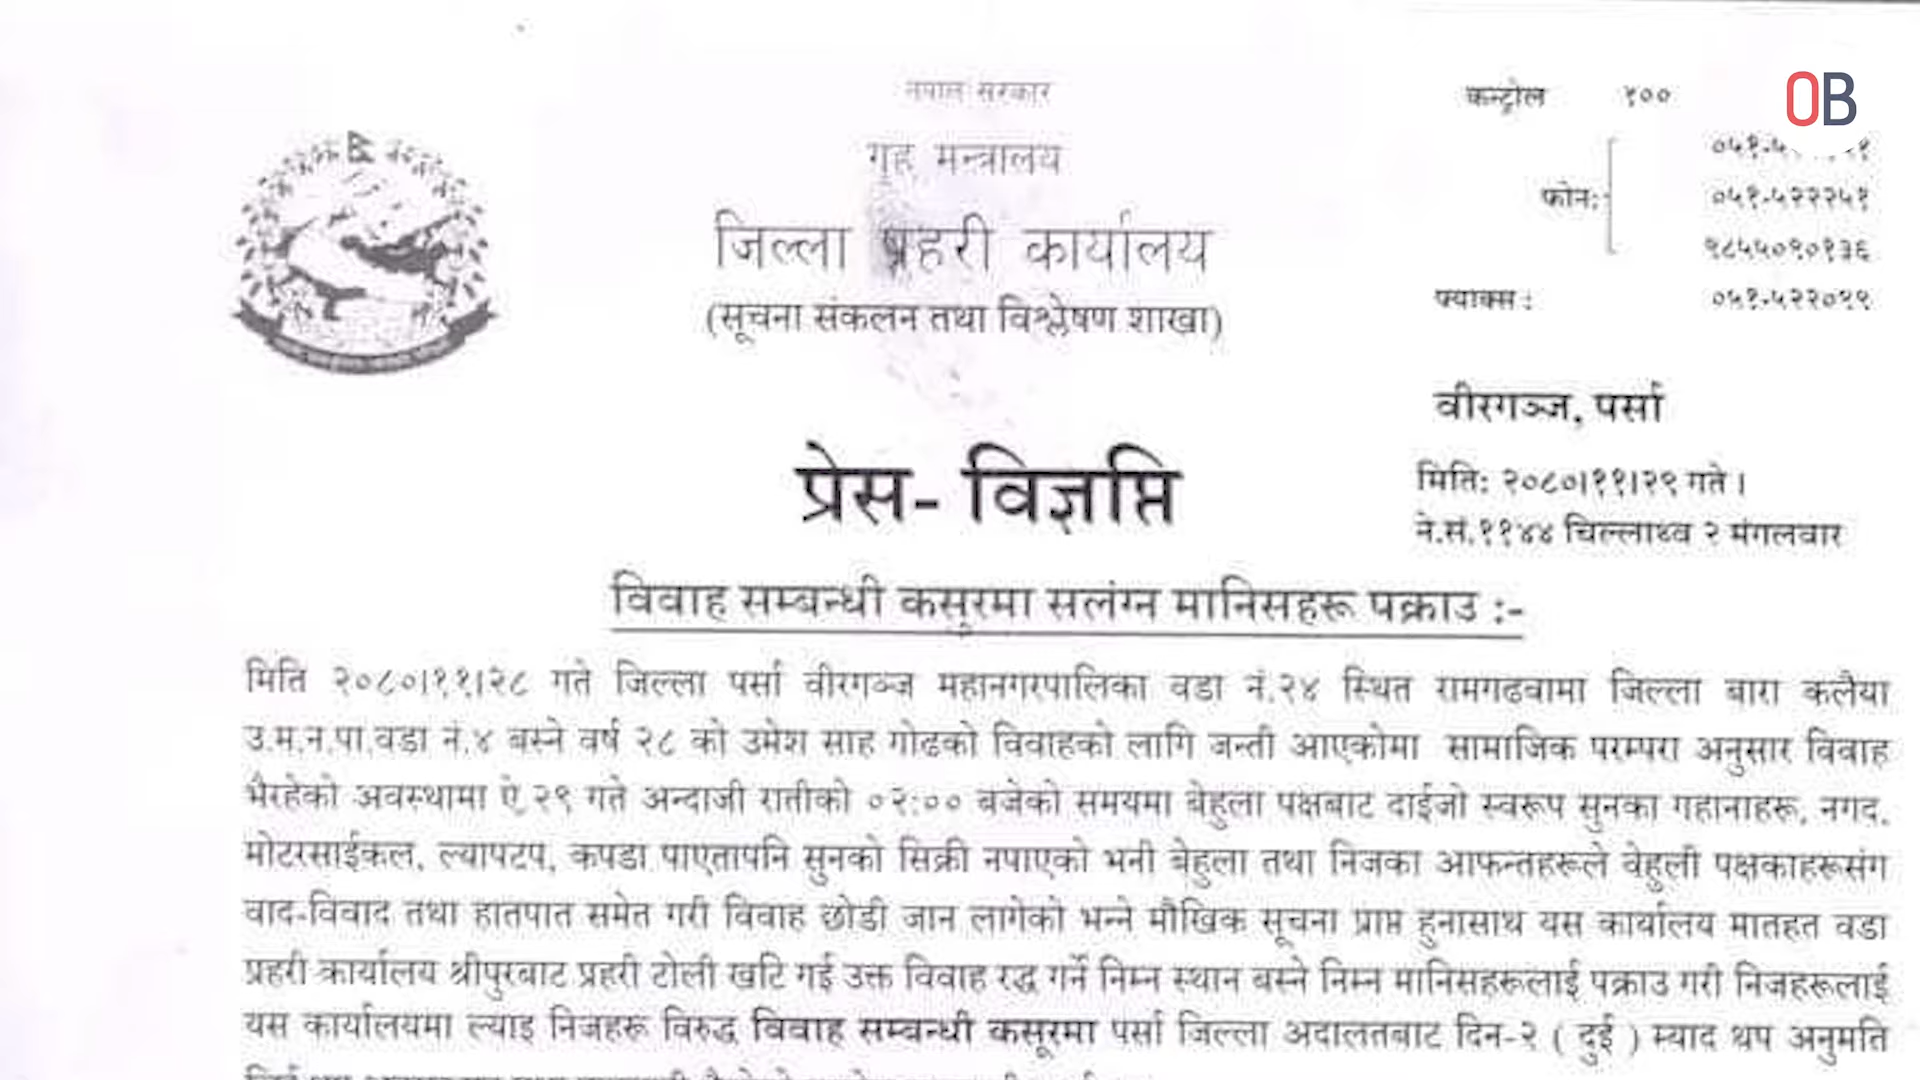 नेपाल सरकार
गृह मन्त्रालय
जिल्ला प्रहरी कार्यालय
(सूचना संकलन तथा विश्लेषण शाखा)
कन्ट्रोल १००
OB
फोन:
०५१-५२२२५१
९८५५०९०१३६
फ्याक्स : ०५१-५२२०१९
वीरगञ्ज, पर्सा
प्रेस- विज्ञप्ति
मिति: २०८०।११।२९ गते ।
ने.सं.११४४ चिल्लाथ्व २ मंगलवार
विवाह सम्बन्धी कसुरमा सलंग्न मानिसहरू पक्राउ :-
मिति २०८०।११।२८ गते जिल्ला पर्सा वीरगञ्ज महानगरपालिका वडा नं.२४ स्थित रामगढवामा जिल्ला बारा कलैया
उ.म.न.पा.वडा नं.४ बस्ने वर्ष २८ को उमेश साह गोढको विवाहको लागि जन्ती आएकोमा सामाजिक परम्परा अनुसार विवाह
भैरहेको अवस्थामा ऐ.२९ गते अन्दाजी रातीको ०२:०० बजेको समयमा बेहुला पक्षबाट दाईजो स्वरूप सुनका गहानाहरू, नगद,
मोटरसाईकल, ल्यापटप, कपडा पाएतापनि सुनको सिक्री नपाएको भनी बेहुला तथा निजका आफन्तहरूले वेहुली पक्षकाहरूसंग
वाद-विवाद तथा हातपात समेत गरी विवाह छोडी जान लागेको भन्ने मौखिक सूचना प्राप्त हुनासाथ यस कार्यालय मातहत वडा
प्रहरी कार्यालय श्रीपुरबाट प्रहरी टोली खटि गई उक्त विवाह रद्ध गर्ने निम्न स्थान बस्ने निम्न मानिसहरूलाई पक्राउ गरी निजहरूलाई
यस कार्यालयमा ल्याइ निजहरू विरुद्ध विवाह सम्वन्धी कसूरमा पर्सा जिल्ला अदालतबाट दिन-२ ( दुई ) म्याद थप अनुमति